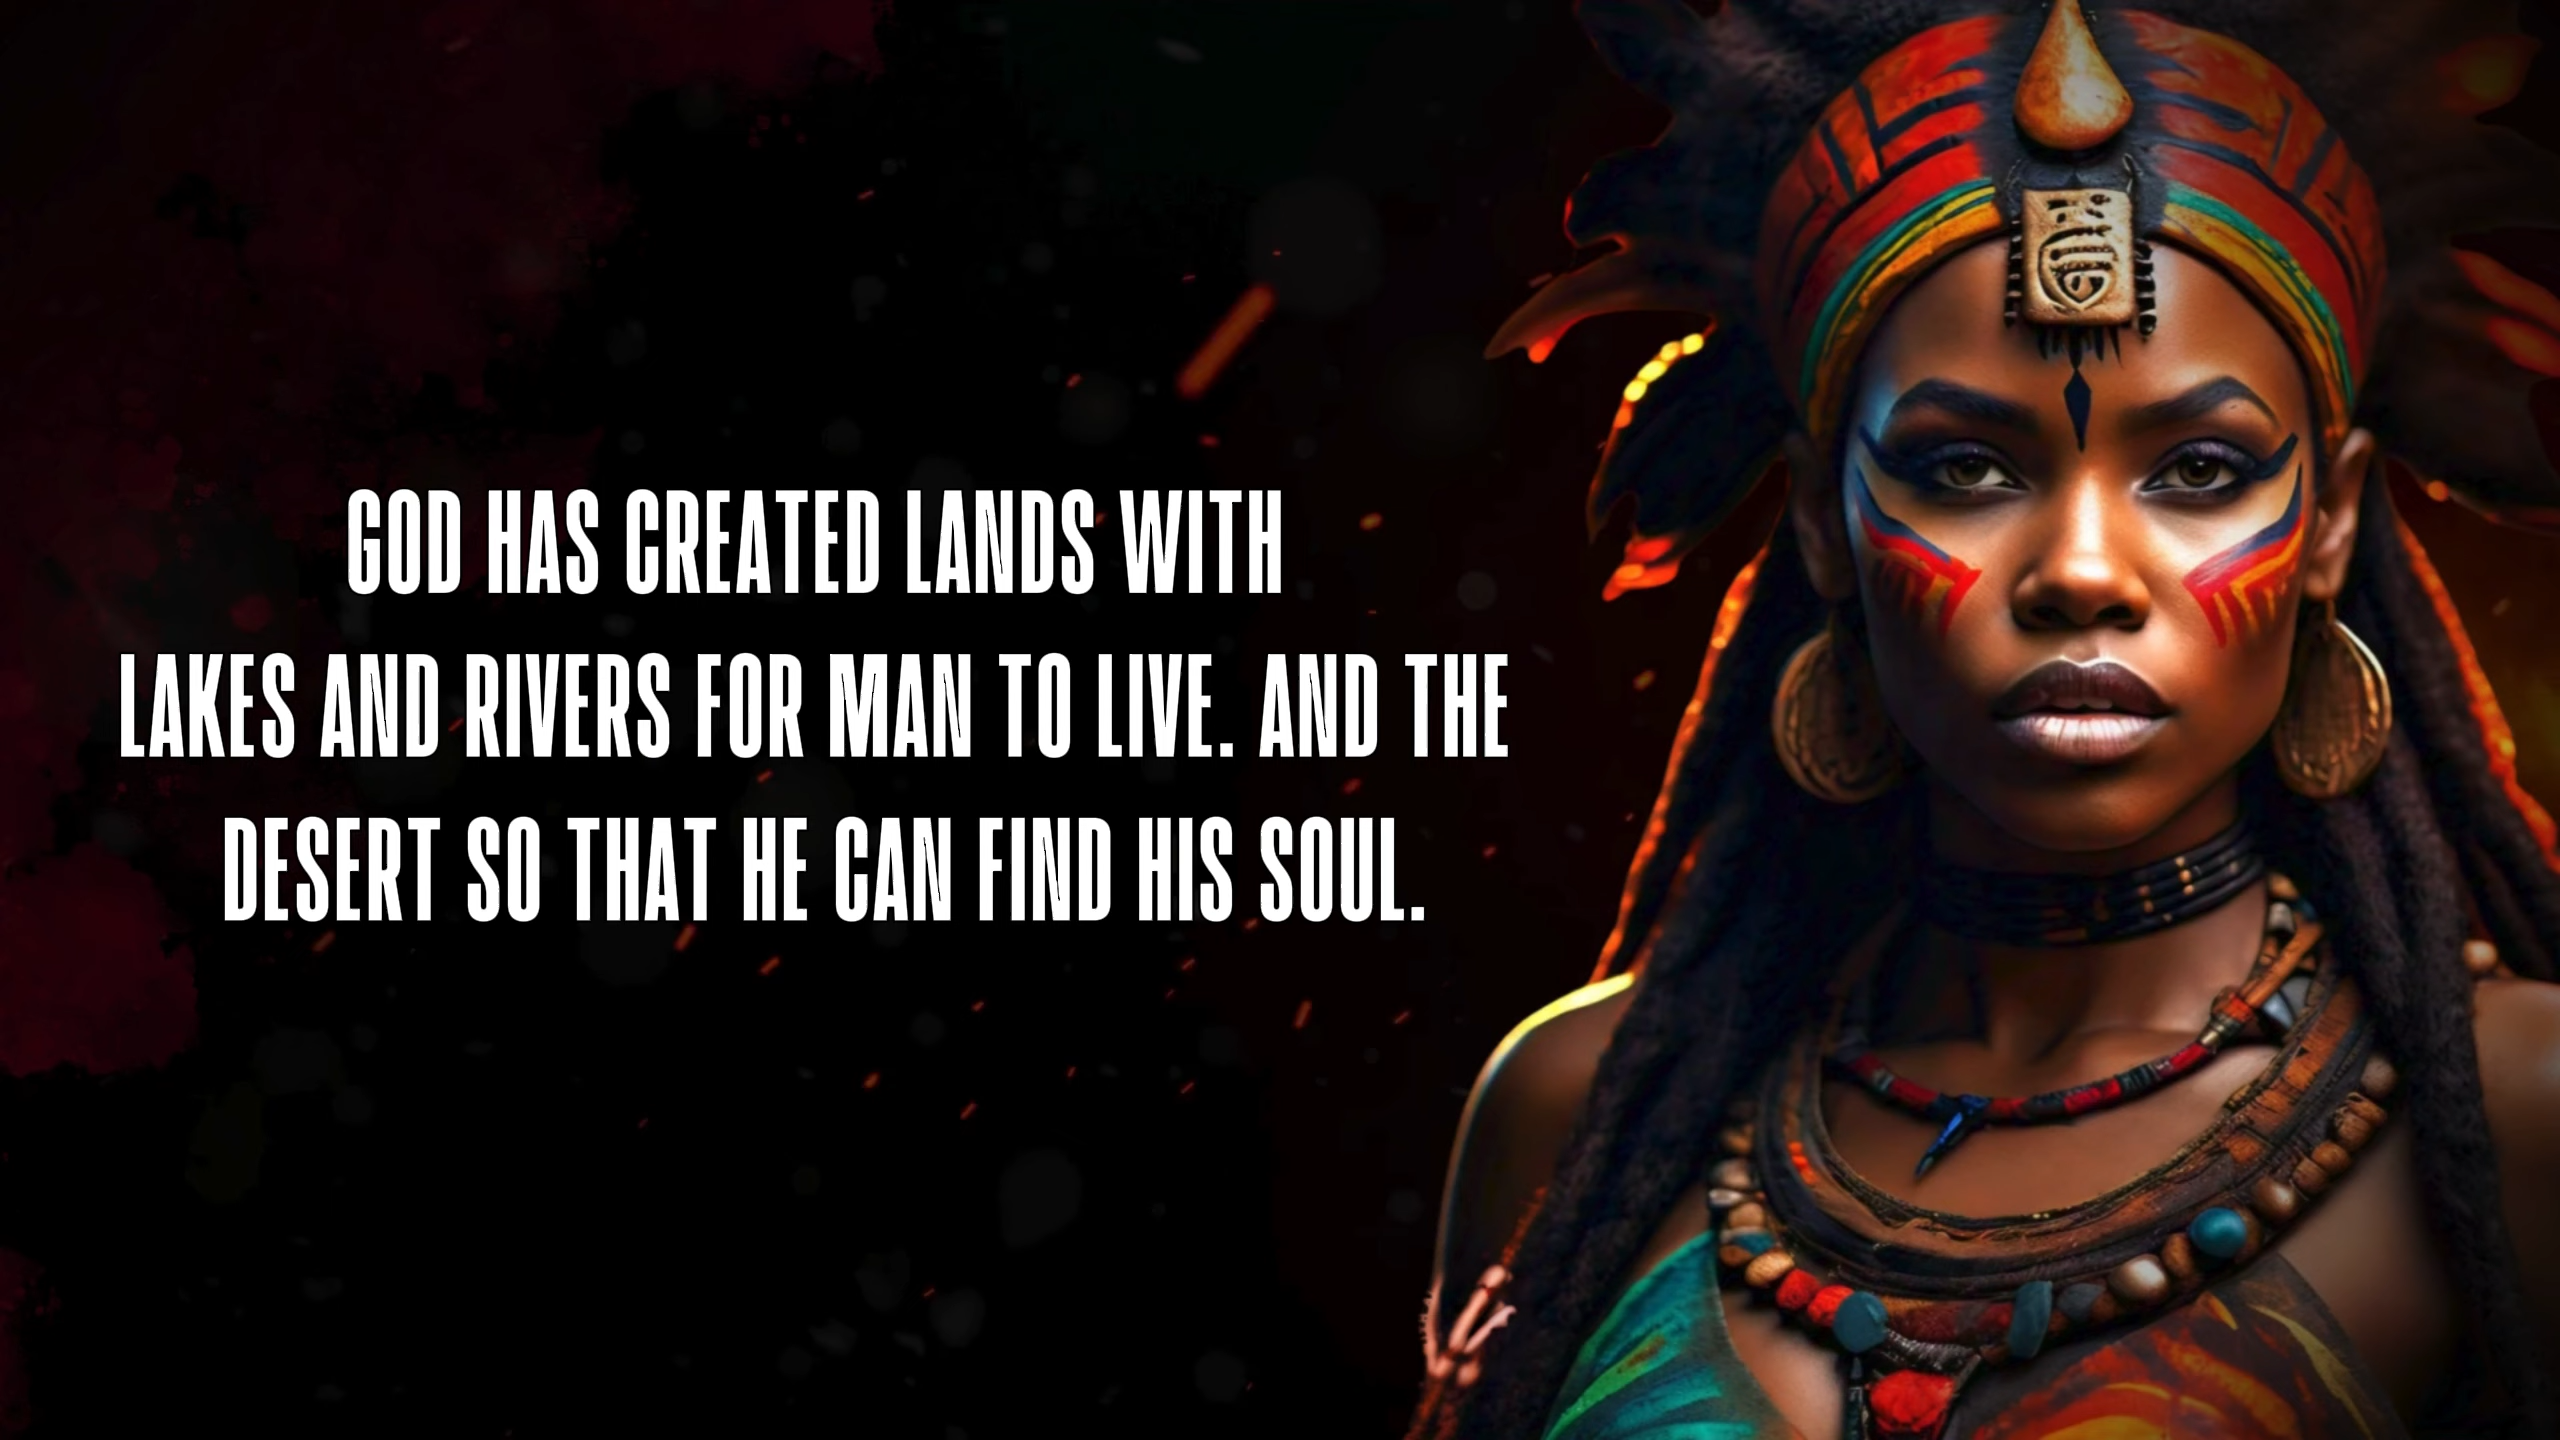 GOD HAS CREATED LANDS WITH
LAKES AND RIVERS FOR MAN TO LIVE. AND THE
DESERT SO THAT HE CAN FIND HIS SOUL.